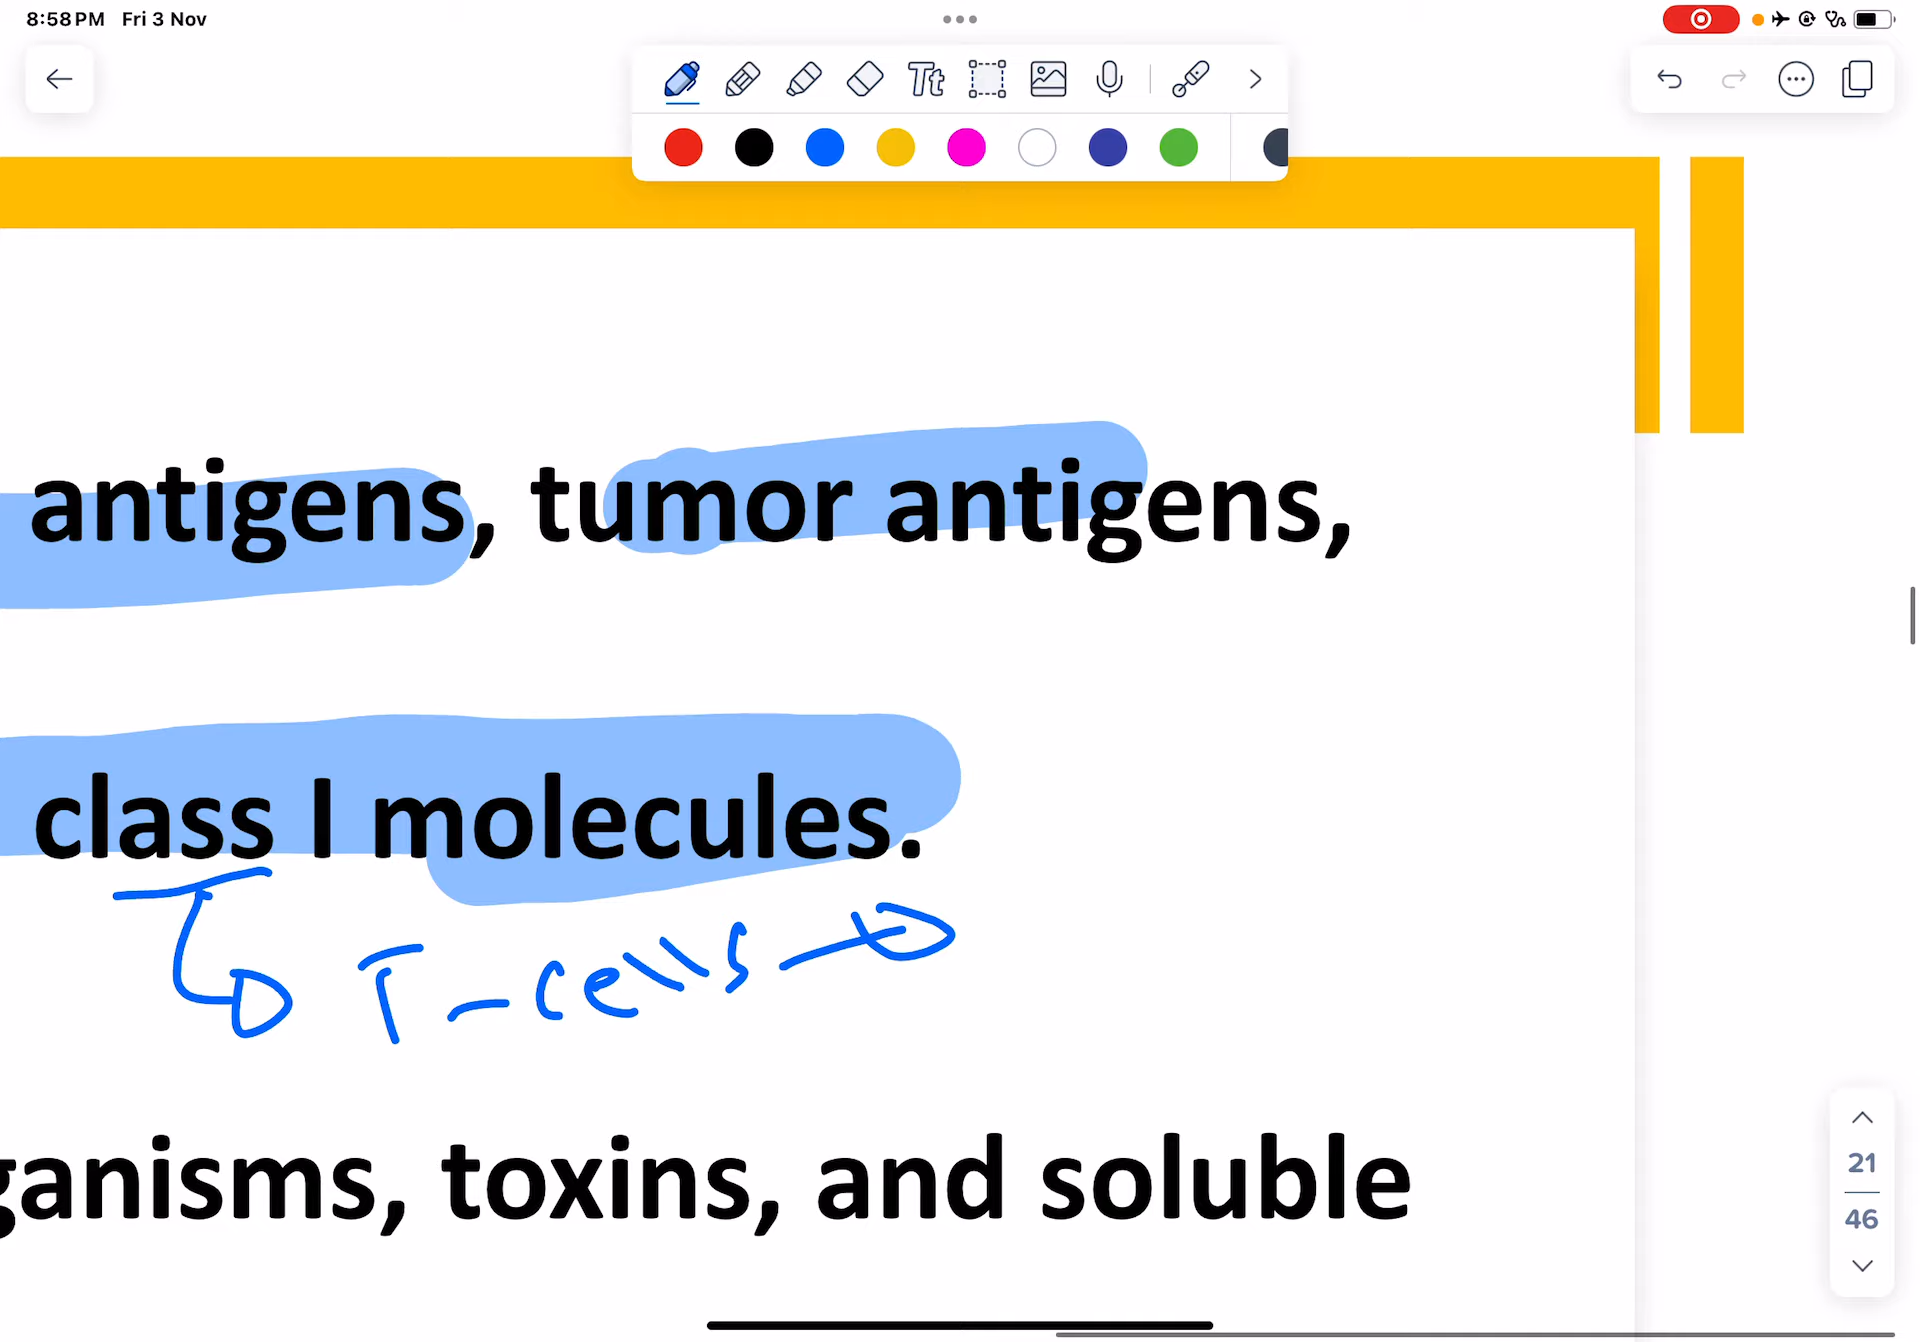 8:58 PM Fri 3 Nov
Tt
antigens, tumor antigens,
class I molecules.
T-cells
ganisms, toxins, and soluble
21
46